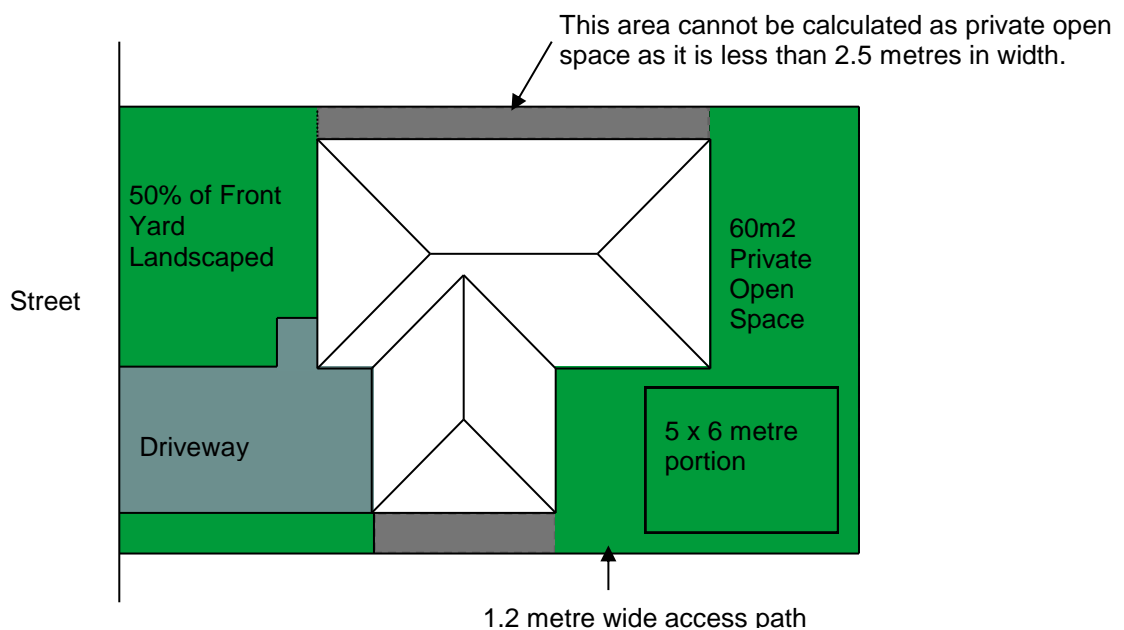 This area cannot be calculated as private open
space as it is less than 2.5 metres in width.
50% of Front
Yard
Landscaped
60m2
Private
Open
Space
Street
Driveway
5 x 6 metre
portion
1.2 metre wide access path